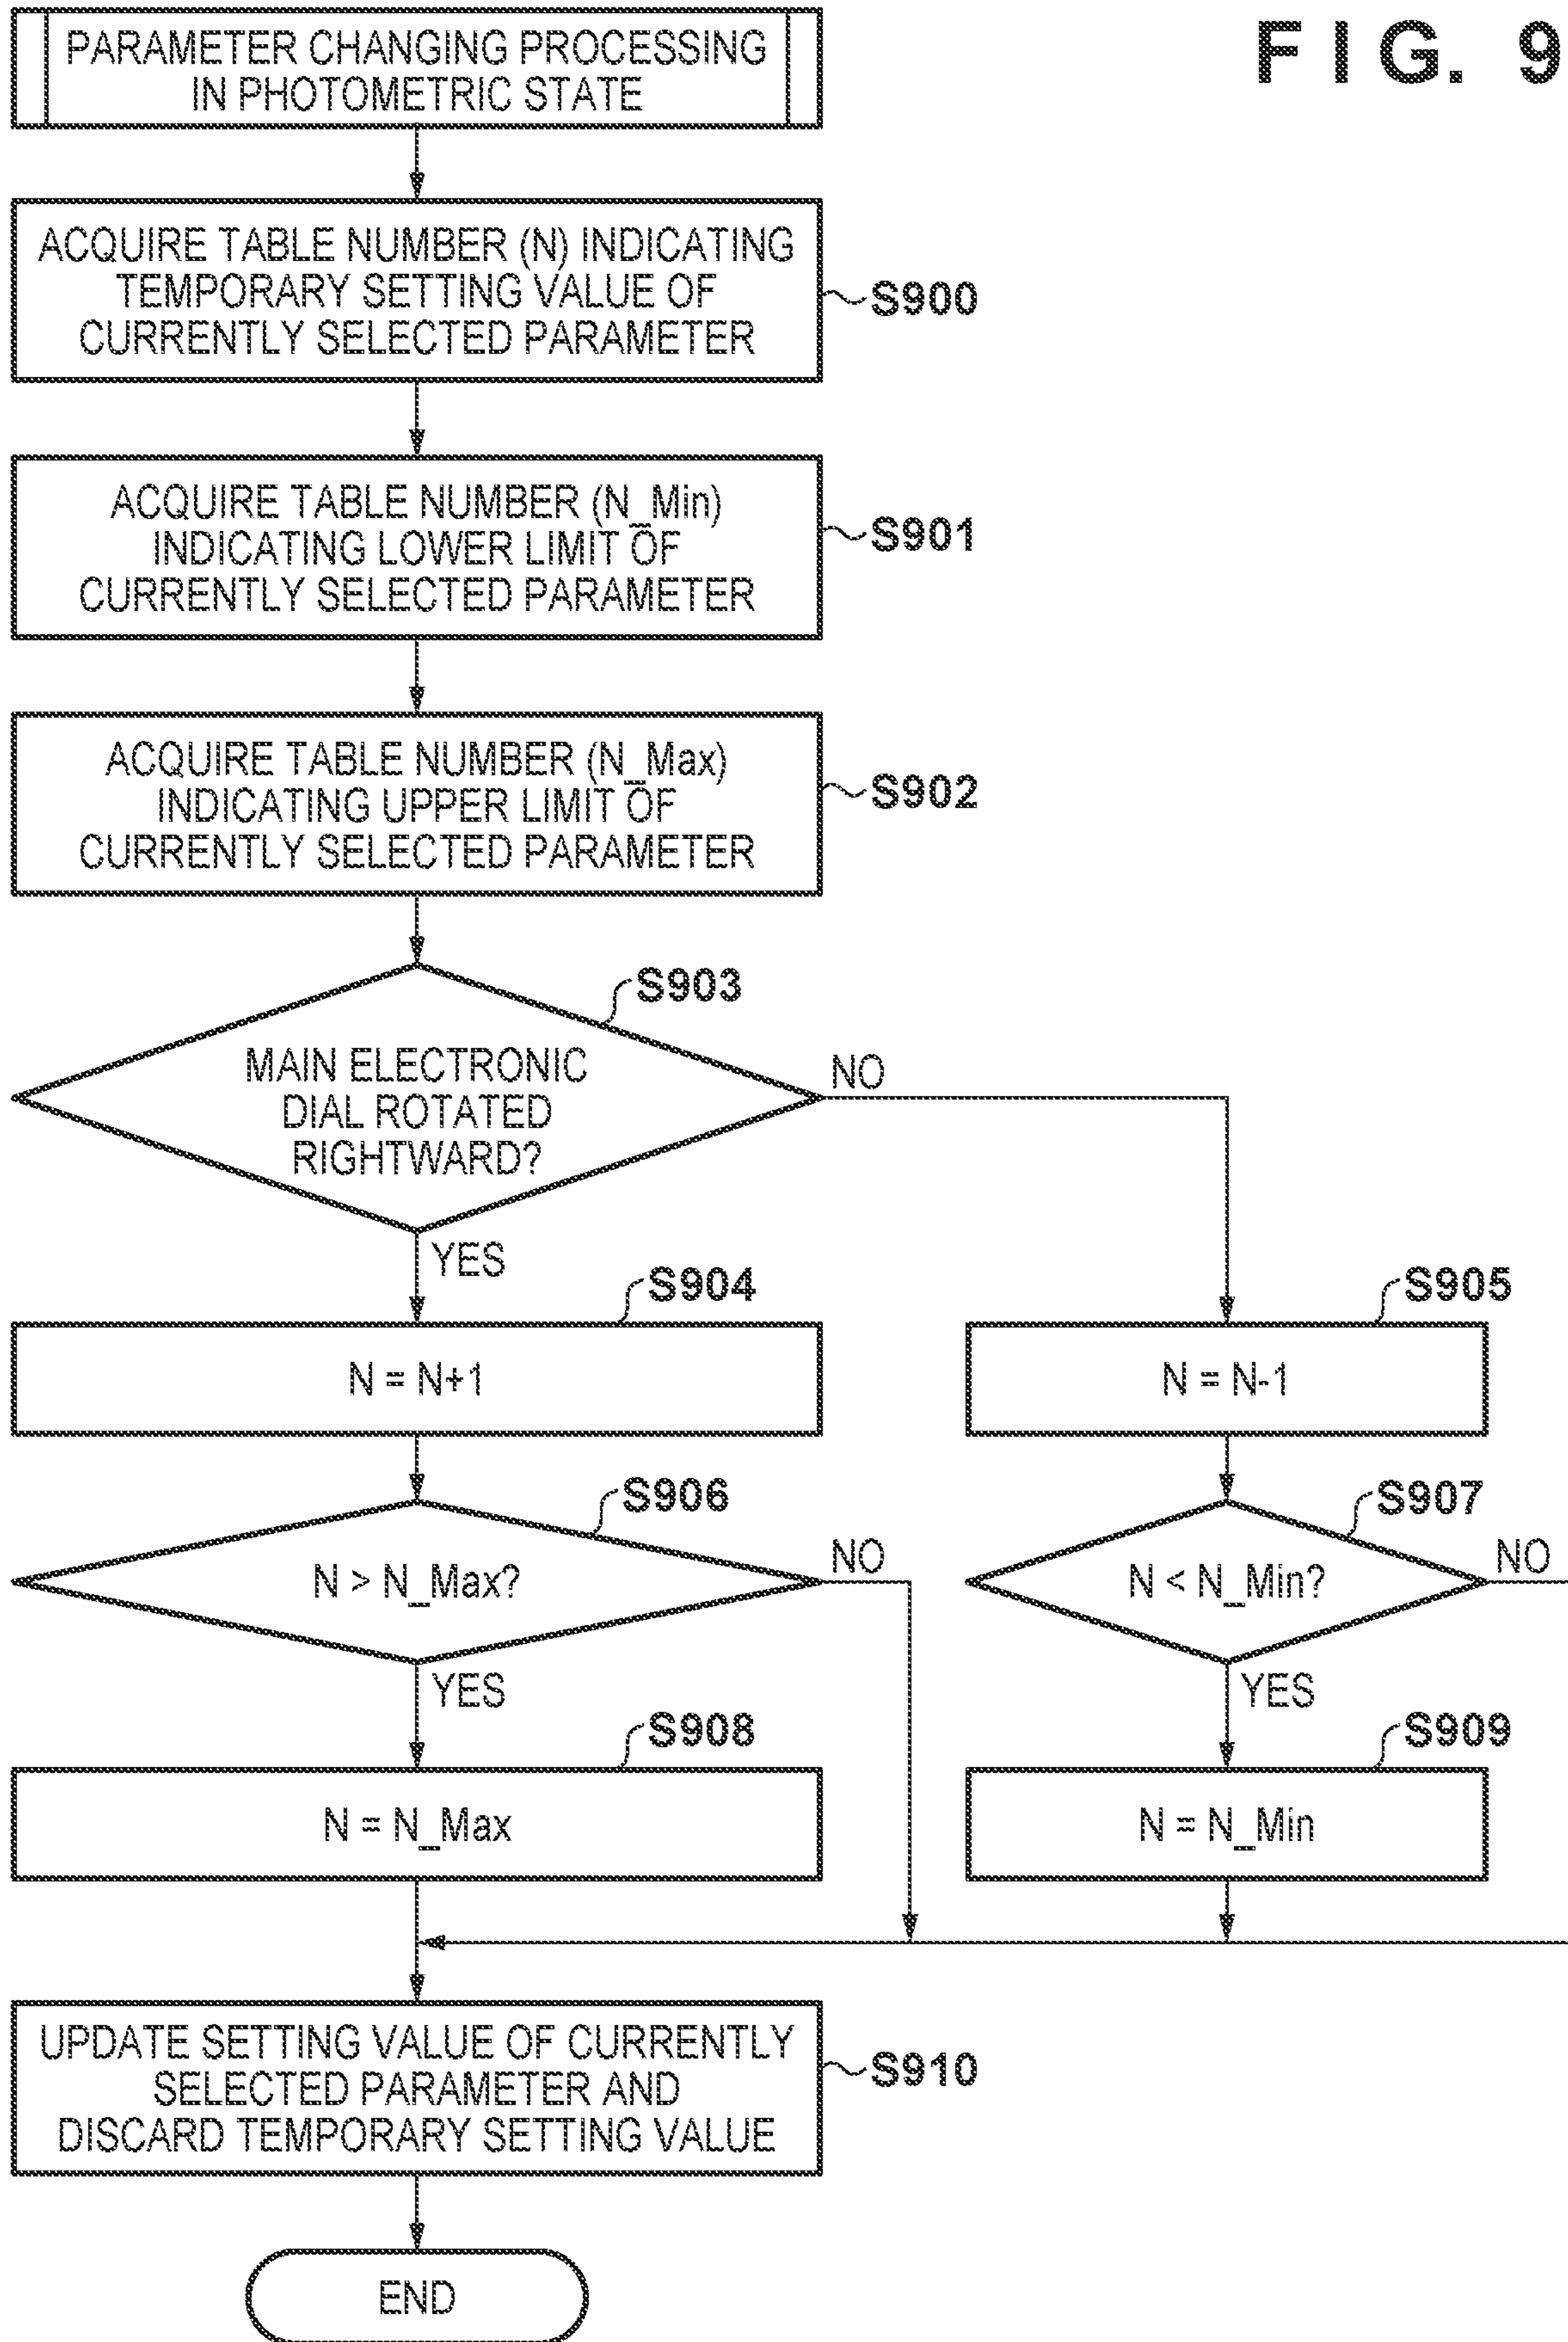 FIG. 9
PARAMETER CHANGING PROCESSING
IN PHOTOMETRIC STATE
ACQUIRE TABLE NUMBER (N) INDICATING
TEMPORARY SETTING VALUE OF
CURRENTLY SELECTED PARAMETER
S900
ACQUIRE TABLE NUMBER (N_Min)
INDICATING LOWER LIMIT OF
CURRENTLY SELECTED PARAMETER
S901
ACQUIRE TABLE NUMBER (N_Max)
INDICATING UPPER LIMIT OF
CURRENTLY SELECTED PARAMETER
S902
S903
MAIN ELECTRONIC
DIAL ROTATED
RIGHTWARD?
NO
YES
S904
N = N+1
S905
N = N-1
S906
N > N_Max?
NO
YES
S907
N < N_Min?
NO
YES
S908
N = N_Max
S909
N = N_Min
UPDATE SETTING VALUE OF CURRENTLY
SELECTED PARAMETER AND
DISCARD TEMPORARY SETTING VALUE
S910
END